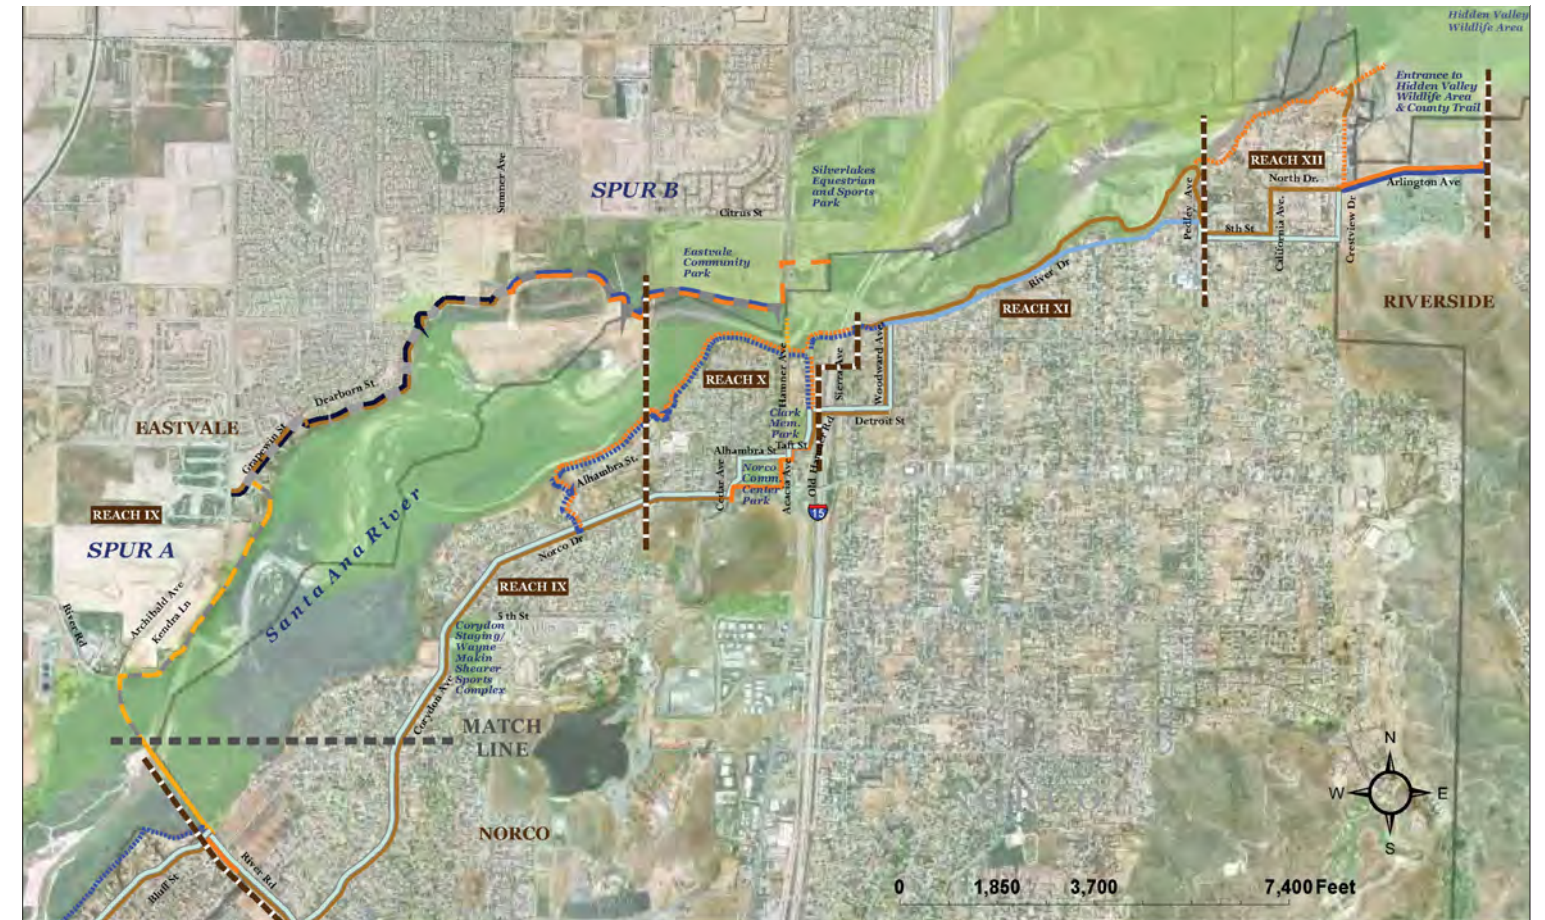 Hidden Valley
Wildlife Area
Entrance to
Hidden Valley
Wildlife Area
& County Trail
REACH XII
North Dr.
Arlington Ave
Pedley Ave
8th St
California Ave.
Crestview Dr
RIVERSIDE
Silverlakes
Equestrian
and Sports
Park
Sumner Ave
SPUR B
Citrus St
Eastvale
Community
Park
River Dr
REACH XI
Hamner Ave
Sierra Ave
Woodward Ave
REACH X
Dearborn St.
EASTVALE
Grapewin St
Clark
Mem.
Park
Detroit St
Taft St
Alhambra St
Alhambra St.
Cedar Ave
Norco
Comm.
Center
Park
Acacia Ave
Old Hamner Rd
15
REACH IX
SPUR A
Santa Ana River
Norco Dr
REACH IX
5 th St
Corydon
Staging/
Wayne
Makin
Shearer
Sports
Complex
Archibald Ave
Kendra Ln
River Rd
Corydon Ave
MATCH
LINE
NORCO
N
W
E
S
River Rd
Bluff St
0
1,850
3,700
7,400 Feet